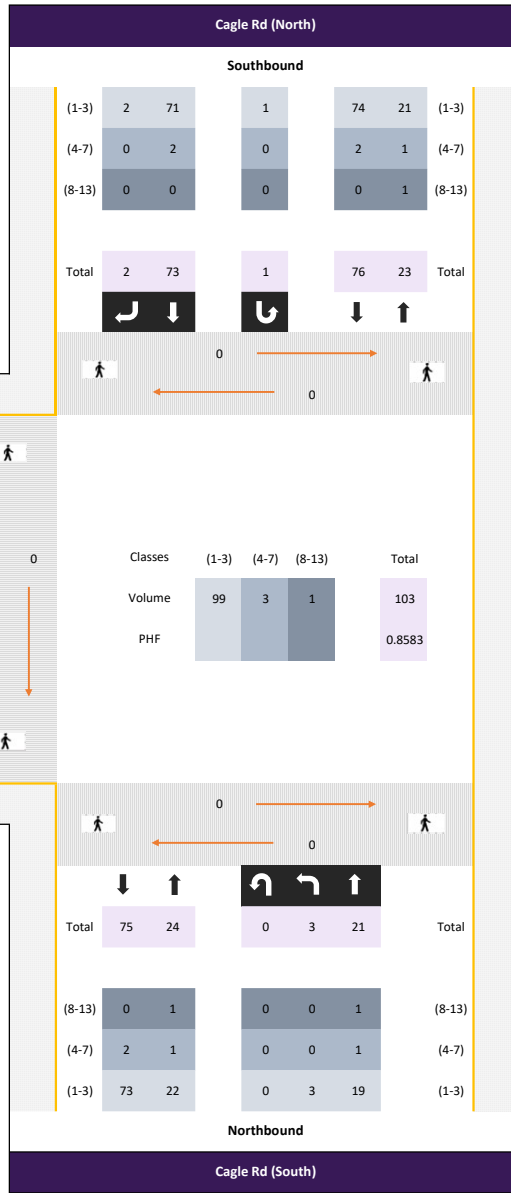 Cagle Rd (North)
Southbound
(1-3) 2 71 1 74 21 (1-3)
(4-7) 0 2 0 2 1 (4-7)
(8-13) 0 0 0 0 1 (8-13)
Total 2 73 1 76 23 Total
0
0
0
Classes (1-3) (4-7) (8-13) Total
Volume 99 3 1 103
PHF 0.8583
0
0
Total 75 24 0 3 21 Total
(8-13) 0 1 0 0 1 (8-13)
(4-7) 2 1 0 0 1 (4-7)
(1-3) 73 22 0 3 19 (1-3)
Northbound
Cagle Rd (South)